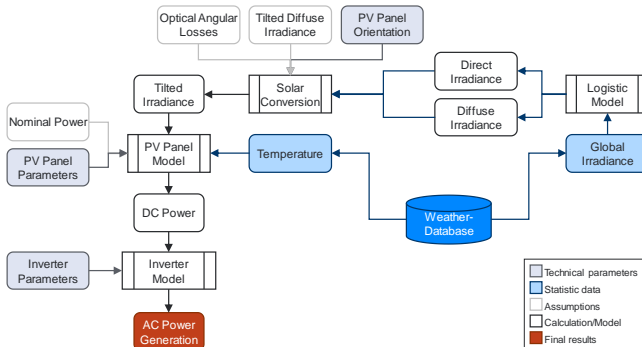 Optical Angular
Losses
Tilted Diffuse
Irradiance
PV Panel
Orientation
Direct
Irradiance
Tilted
Irradiance
Solar
Conversion
Logistic
Model
Diffuse
Irradiance
Nominal Power
PV Panel
Parameters
PV Panel
Model
Temperature
Global
Irradiance
DC Power
Weather-
Database
Inverter
Parameters
Inverter
Model
AC Power
Generation
Technical parameters
Statistic data
Assumptions
Calculation/Model
Final results